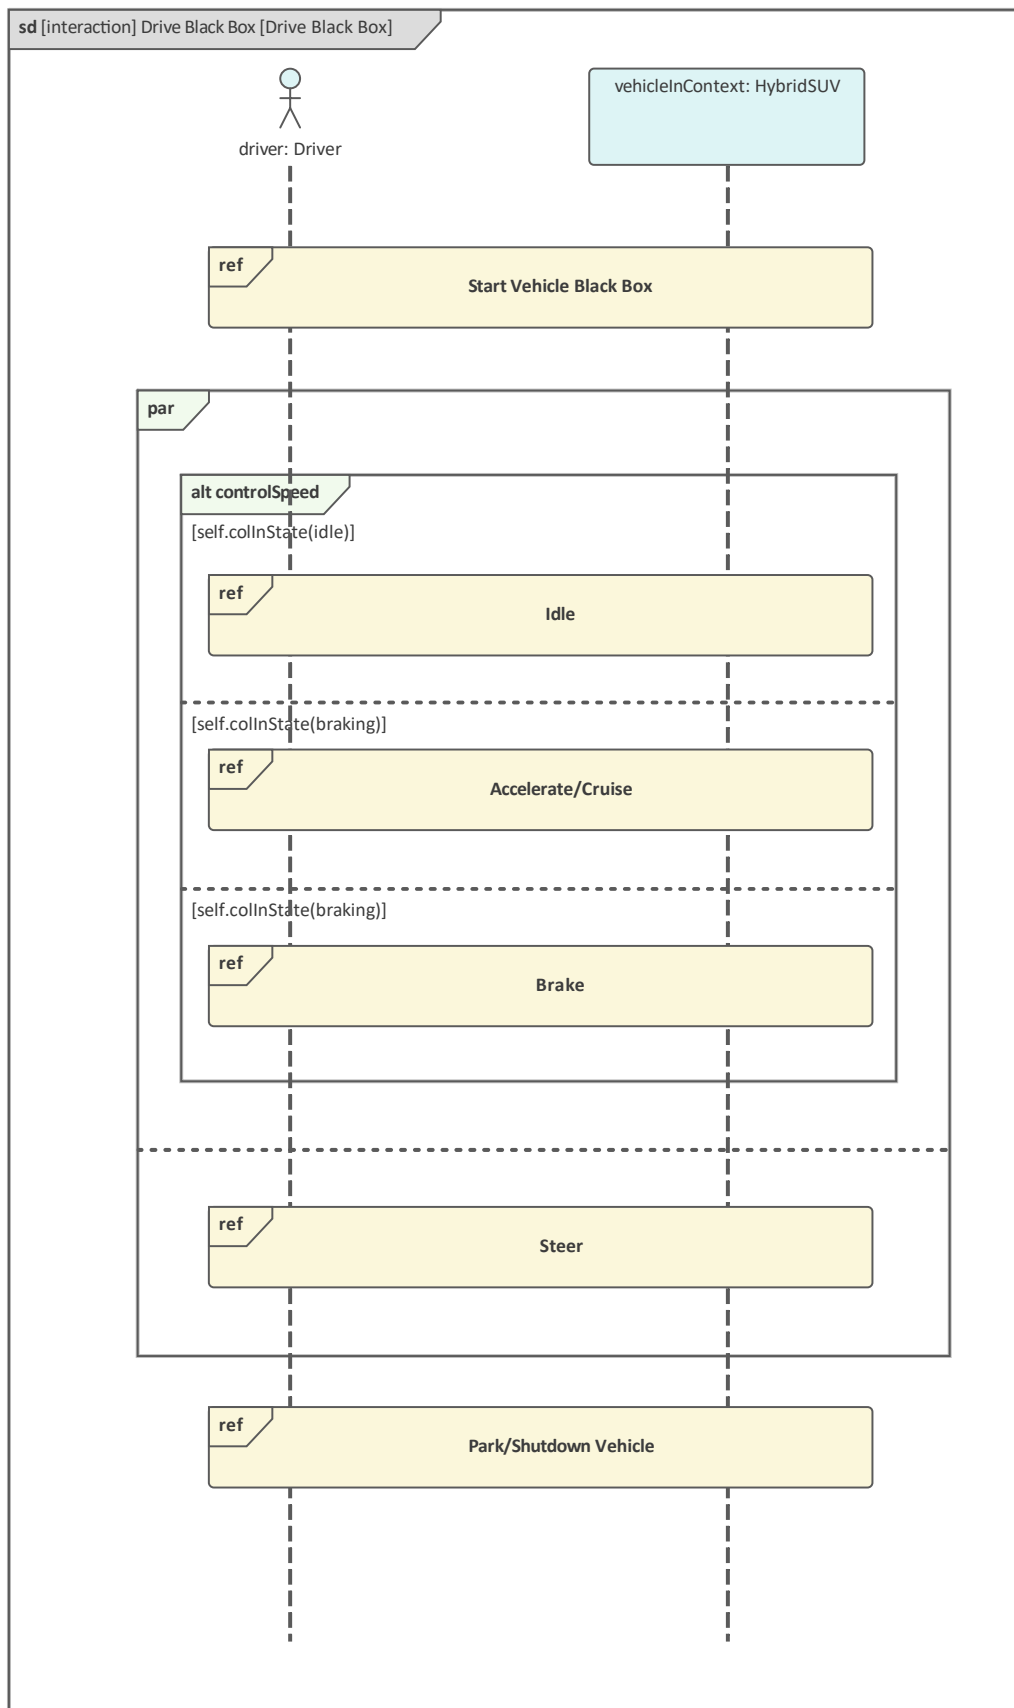 sd [interaction] Drive Black Box [Drive Black Box]
driver: Driver
vehicleInContext: HybridSUV
ref
Start Vehicle Black Box
par
alt controlSpeed
[self.colInState(idle)]
ref
Idle
[self.colInState(braking)]
ref
Accelerate/Cruise
[self.colInState(braking)]
ref
Brake
ref
Steer
ref
Park/Shutdown Vehicle